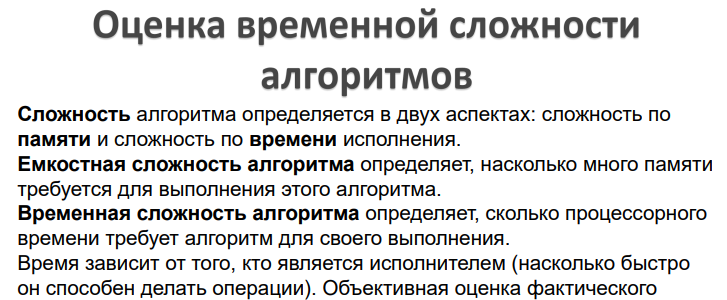 Оценка временной сложности
алгоритмов
Сложность алгоритма определяется в двух аспектах: сложность по
памяти и сложность по времени исполнения.
Емкостная сложность алгоритма определяет, насколько много памяти
требуется для выполнения этого алгоритма.
Временная сложность алгоритма определяет, сколько процессорного
времени требует алгоритм для своего выполнения.
Время зависит от того, кто является исполнителем (насколько быстро
он способен делать операции). Объективная оценка фактического